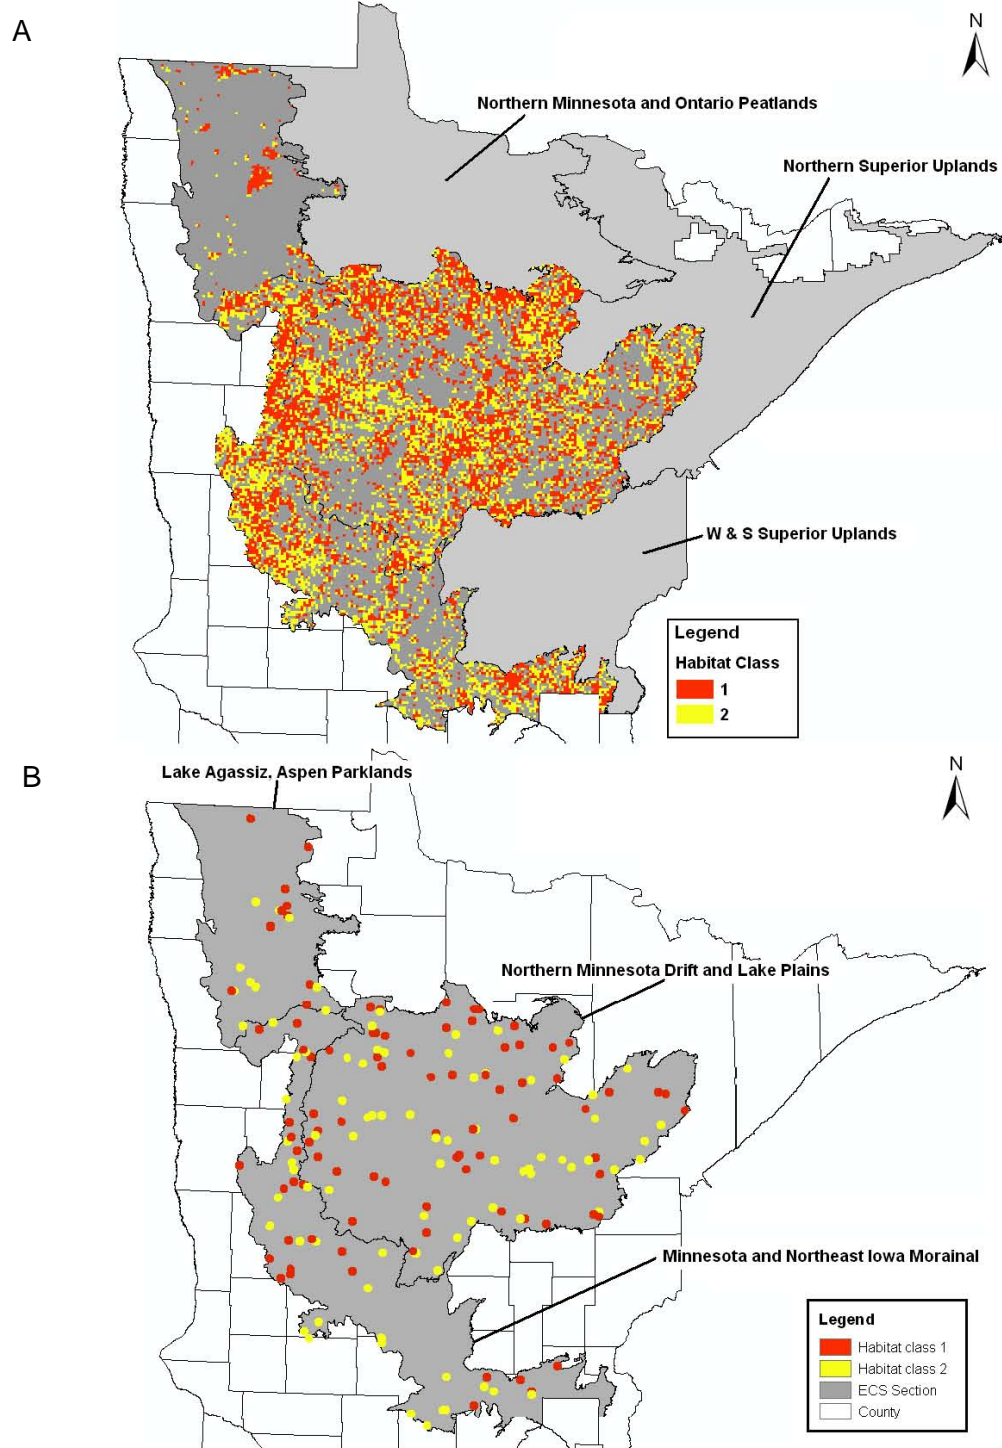 A
N
Northern Minnesota and Ontario Peatlands
Northern Superior Uplands
W & S Superior Uplands
Legend
Habitat Class
1
2
B
Lake Agassiz, Aspen Parklands
N
Northern Minnesota Drift and Lake Plains
Minnesota and Northeast Iowa Morainal
Legend
Habitat class 1
Habitat class 2
ECS Section
County